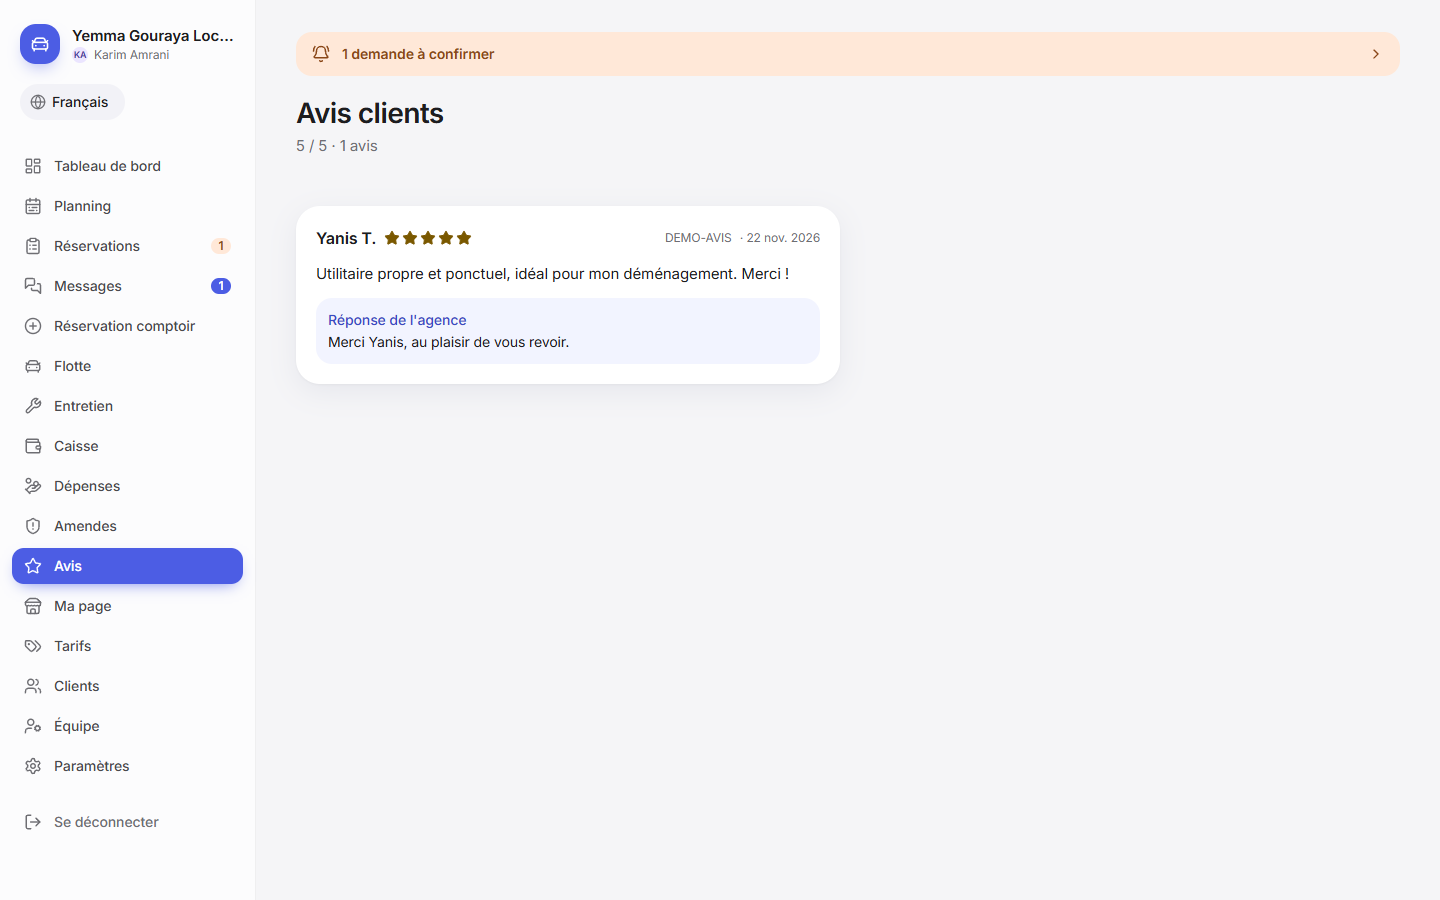 Yemma Gouraya Loc...
KA Karim Amrani
Français
Tableau de bord
Planning
Réservations 1
Messages 1
Réservation comptoir
Flotte
Entretien
Caisse
Dépenses
Amendes
Avis
Ma page
Tarifs
Clients
Équipe
Paramètres
Se déconnecter
1 demande à confirmer
Avis clients
5 / 5 · 1 avis
Yanis T. DEMO-AVIS · 22 nov. 2026
Utilitaire propre et ponctuel, idéal pour mon déménagement. Merci !
Réponse de l'agence
Merci Yanis, au plaisir de vous revoir.